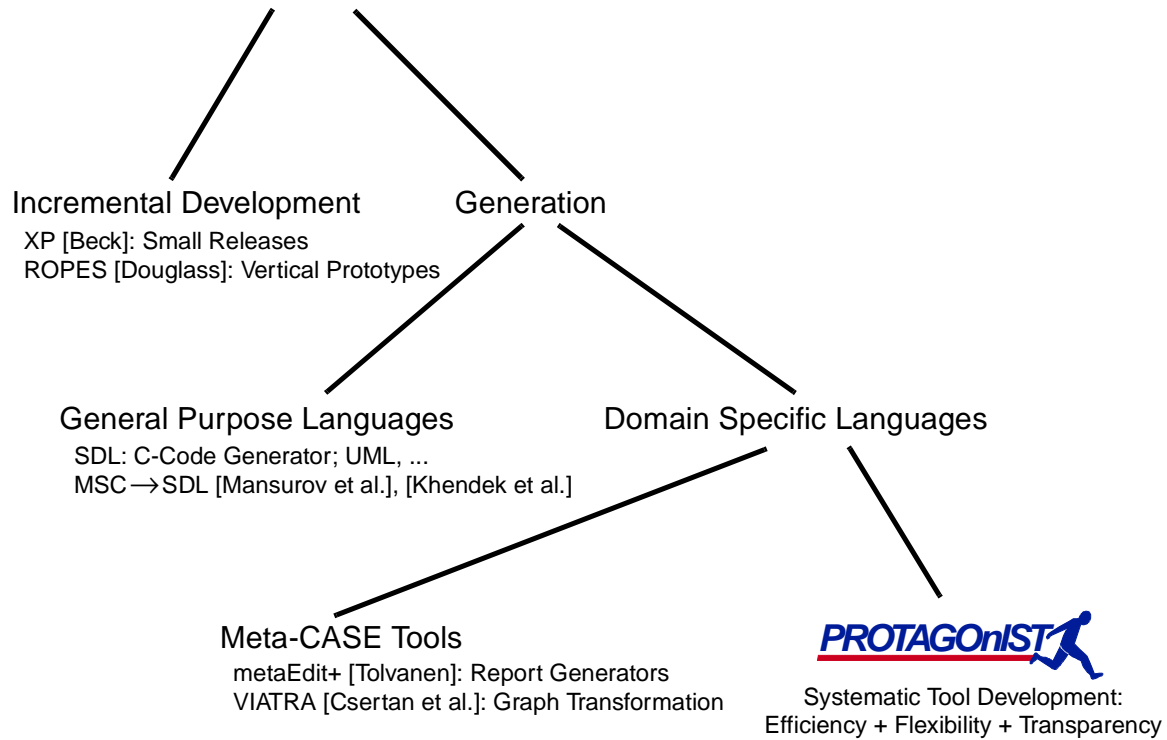 Incremental Development
XP [Beck]: Small Releases
ROPES [Douglass]: Vertical Prototypes
Generation
General Purpose Languages
SDL: C-Code Generator; UML, ...
MSC→SDL [Mansurov et al.], [Khendek et al.]
Domain Specific Languages
Meta-CASE Tools
metaEdit+ [Tolvanen]: Report Generators
VIATRA [Csertan et al.]: Graph Transformation
PROTAGOnIST
Systematic Tool Development:
Efficiency + Flexibility + Transparency